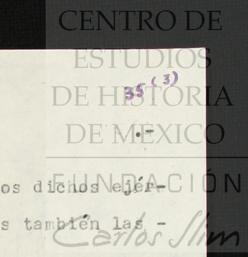 CENTRO DE
ESTUDIOS
35(3)
DE HISTORIA
DE MÉXICO
.-
os dichos ejér-
FUNDACIÓN
s también las -
Carlos Slim